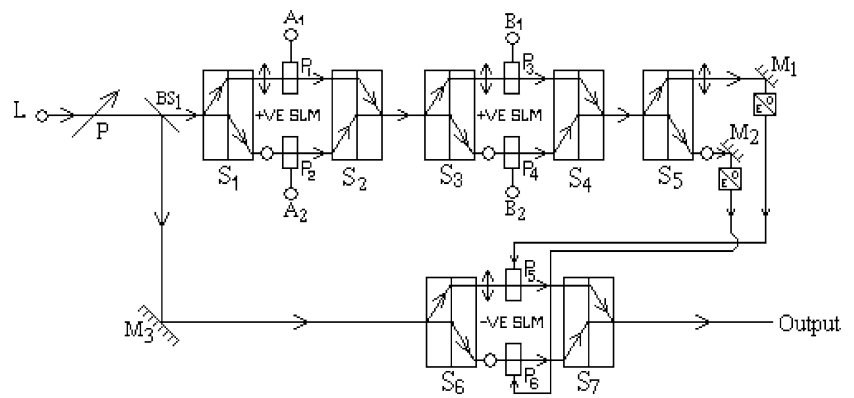 A1
B1
P1
P3
M1
L
BS1
+VE SLM
+VE SLM
O
E
M2
P
P2
P4
O
E
S1
S2
S3
S4
S5
A2
B2
P5
M3
-VE SLM
Output
P6
S6
S7